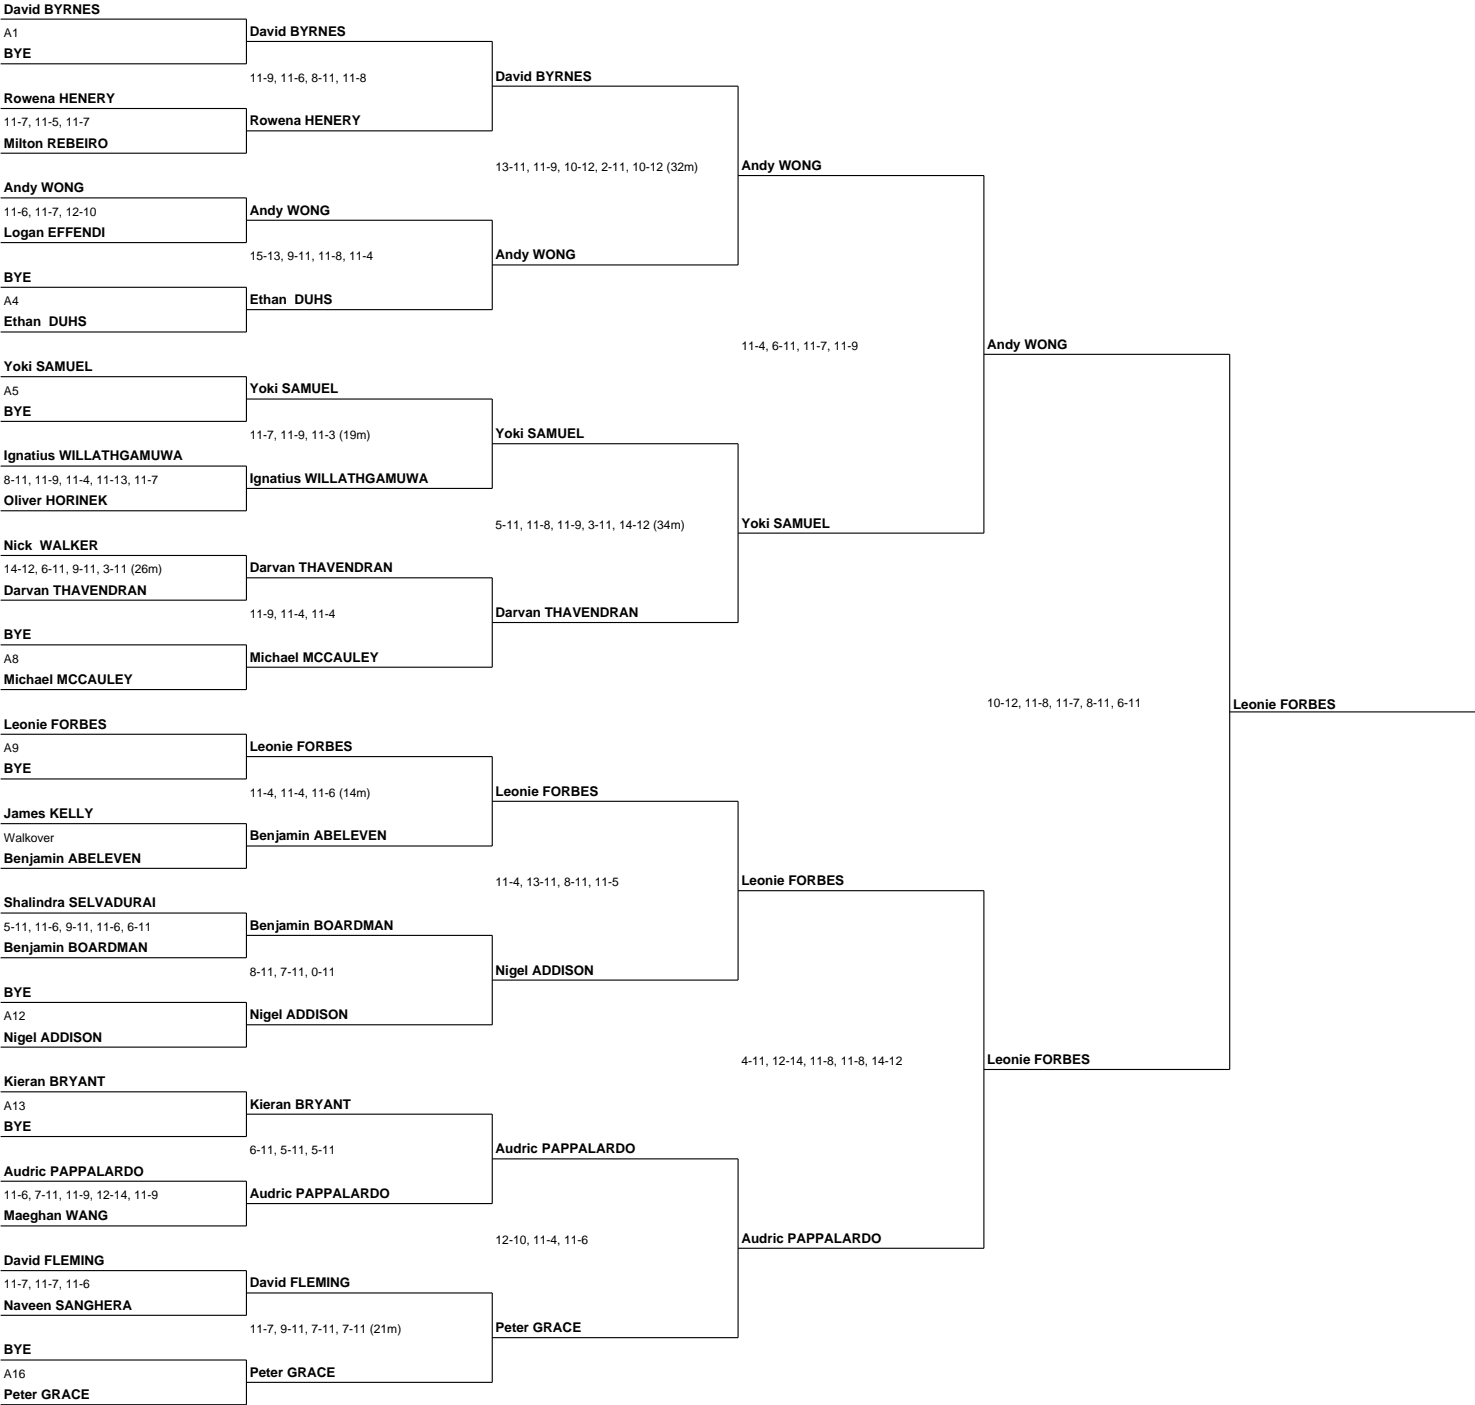 David BYRNES
A1
BYE
Rowena HENERY
11-7, 11-5, 11-7
Milton REBEIRO
Andy WONG
11-6, 11-7, 12-10
Logan EFFENDI
BYE
A4
Ethan  DUHS
Yoki SAMUEL
A5
BYE
Ignatius WILLATHGAMUWA
8-11, 11-9, 11-4, 11-13, 11-7
Oliver HORINEK
Nick  WALKER
14-12, 6-11, 9-11, 3-11 (26m)
Darvan THAVENDRAN
BYE
A8
Michael MCCAULEY
Leonie FORBES
A9
BYE
James KELLY
Walkover
Benjamin ABELEVEN
Shalindra SELVADURAI
5-11, 11-6, 9-11, 11-6, 6-11
Benjamin BOARDMAN
BYE
A12
Nigel ADDISON
Kieran BRYANT
A13
BYE
Audric PAPPALARDO
11-6, 7-11, 11-9, 12-14, 11-9
Maeghan WANG
David FLEMING
11-7, 11-7, 11-6
Naveen SANGHERA
BYE
A16
Peter GRACE
David BYRNES
11-9, 11-6, 8-11, 11-8
Rowena HENERY
Andy WONG
15-13, 9-11, 11-8, 11-4
Ethan  DUHS
Yoki SAMUEL
11-7, 11-9, 11-3 (19m)
Ignatius WILLATHGAMUWA
Darvan THAVENDRAN
11-9, 11-4, 11-4
Michael MCCAULEY
Leonie FORBES
11-4, 11-4, 11-6 (14m)
Benjamin ABELEVEN
Benjamin BOARDMAN
8-11, 7-11, 0-11
Nigel ADDISON
Kieran BRYANT
6-11, 5-11, 5-11
Audric PAPPALARDO
David FLEMING
11-7, 9-11, 7-11, 7-11 (21m)
Peter GRACE
David BYRNES
13-11, 11-9, 10-12, 2-11, 10-12 (32m)
Andy WONG
Yoki SAMUEL
5-11, 11-8, 11-9, 3-11, 14-12 (34m)
Darvan THAVENDRAN
Leonie FORBES
11-4, 13-11, 8-11, 11-5
Nigel ADDISON
Audric PAPPALARDO
12-10, 11-4, 11-6
Peter GRACE
Andy WONG
11-4, 6-11, 11-7, 11-9
Yoki SAMUEL
Leonie FORBES
4-11, 12-14, 11-8, 11-8, 14-12
Audric PAPPALARDO
Andy WONG
10-12, 11-8, 11-7, 8-11, 6-11
Leonie FORBES
Leonie FORBES